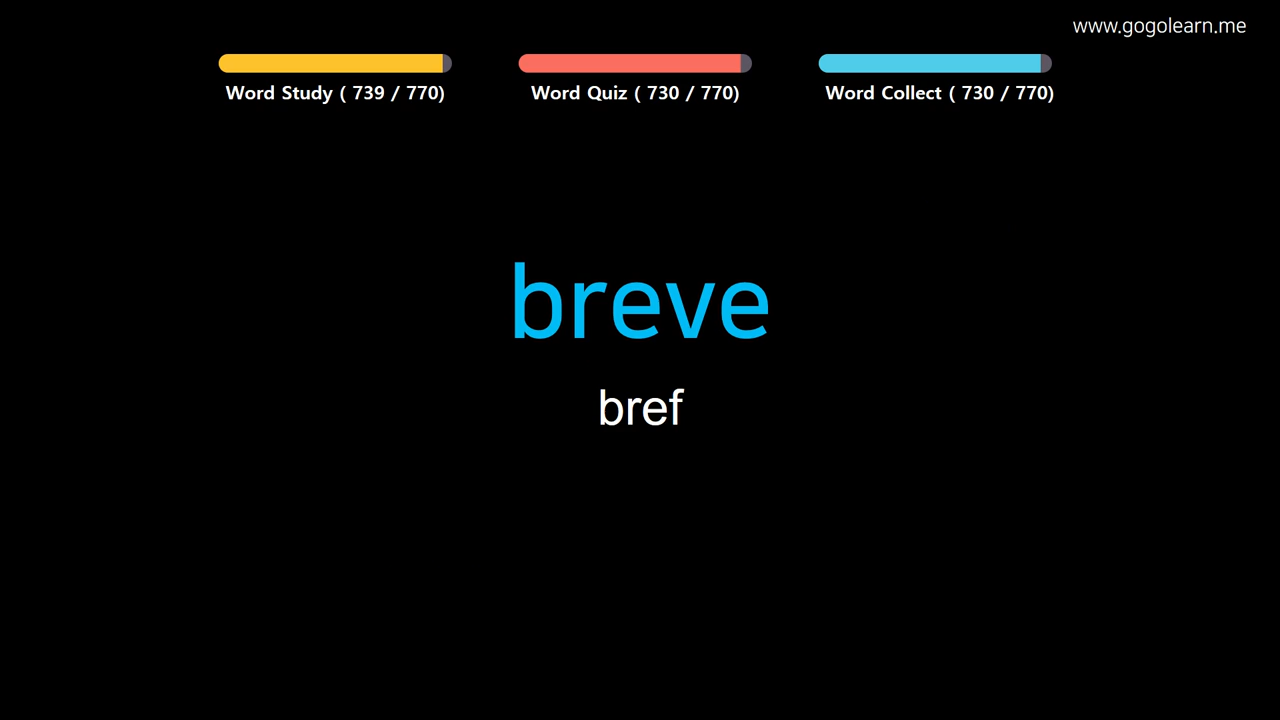 www.gogolearn.me
Word Study ( 739 / 770)
Word Quiz ( 730 / 770)
Word Collect ( 730 / 770)
breve
bref